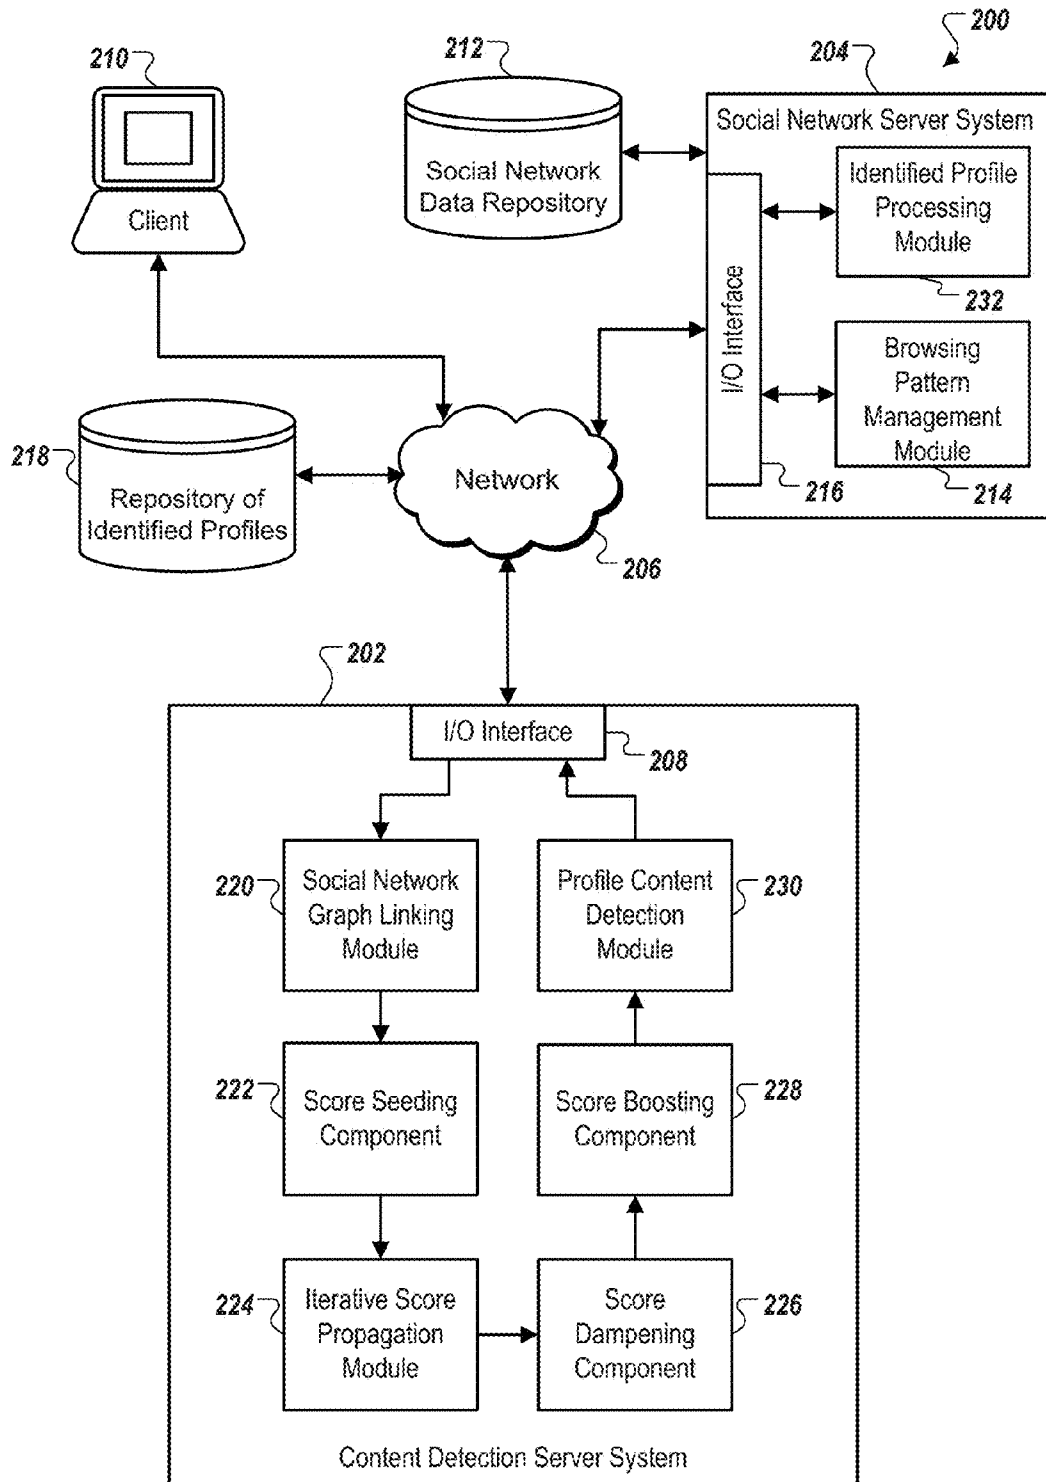 200
210
212
204
Social Network Server System
Client
Social Network
Data Repository
Identified Profile
Processing
Module
232
I/O Interface
Browsing
Pattern
Management
Module
216
214
218
Repository of
Identified Profiles
Network
206
202
I/O Interface
208
220
Social Network
Graph Linking
Module
Profile Content
Detection
Module
230
222
Score Seeding
Component
Score Boosting
Component
228
224
Iterative Score
Propagation
Module
Score
Dampening
Component
226
Content Detection Server System